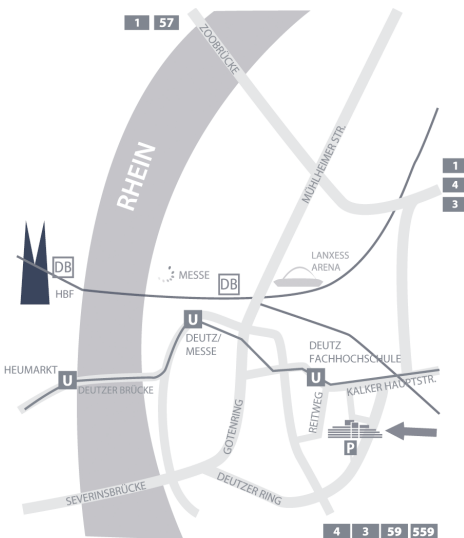 1 57
ZOOBRÜCKE
MÜHLHEIMER STR.
RHEIN
1
4
3
LANXESS
ARENA
DB
HBF
MESSE
DB
U
DEUTZ/
MESSE
DEUTZ
FACHHOCHSCHULE
HEUMARKT
U
U
DEUTZER BRÜCKE
KALKER HAUPTSTR.
REITWEG
GOTENRING
P
DEUTZER RING
SEVERINSBRÜCKE
4 3 59 559